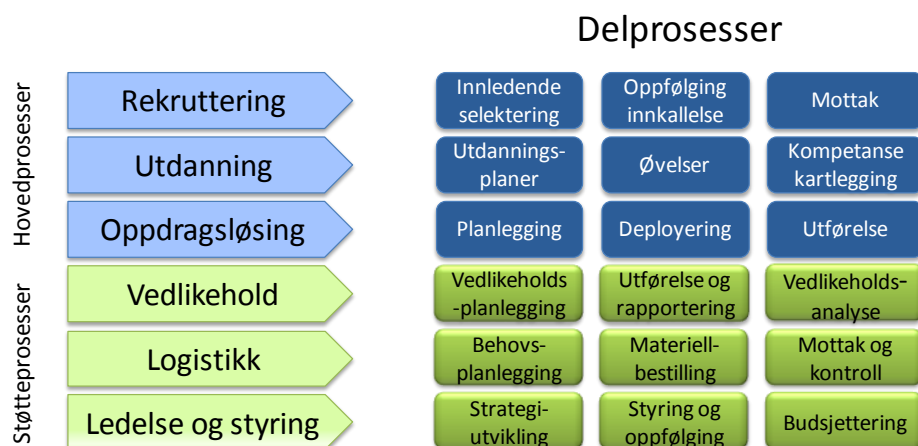 Delprosesser
Hovedprosesser
Rekruttering
Innledende
selektering
Oppfølging
innkallelse
Mottak
Utdanning
Utdannings-
planer
Øvelser
Kompetanse
kartlegging
Oppdragsløsing
Planlegging
Deployering
Utførelse
Støtteprosesser
Vedlikehold
Vedlikeholds
-planlegging
Utførelse og
rapportering
Vedlikeholds-
analyse
Logistikk
Behovs-
planlegging
Materiell-
bestilling
Mottak og
kontroll
Ledelse og styring
Strategi-
utvikling
Styring og
oppfølging
Budsjettering